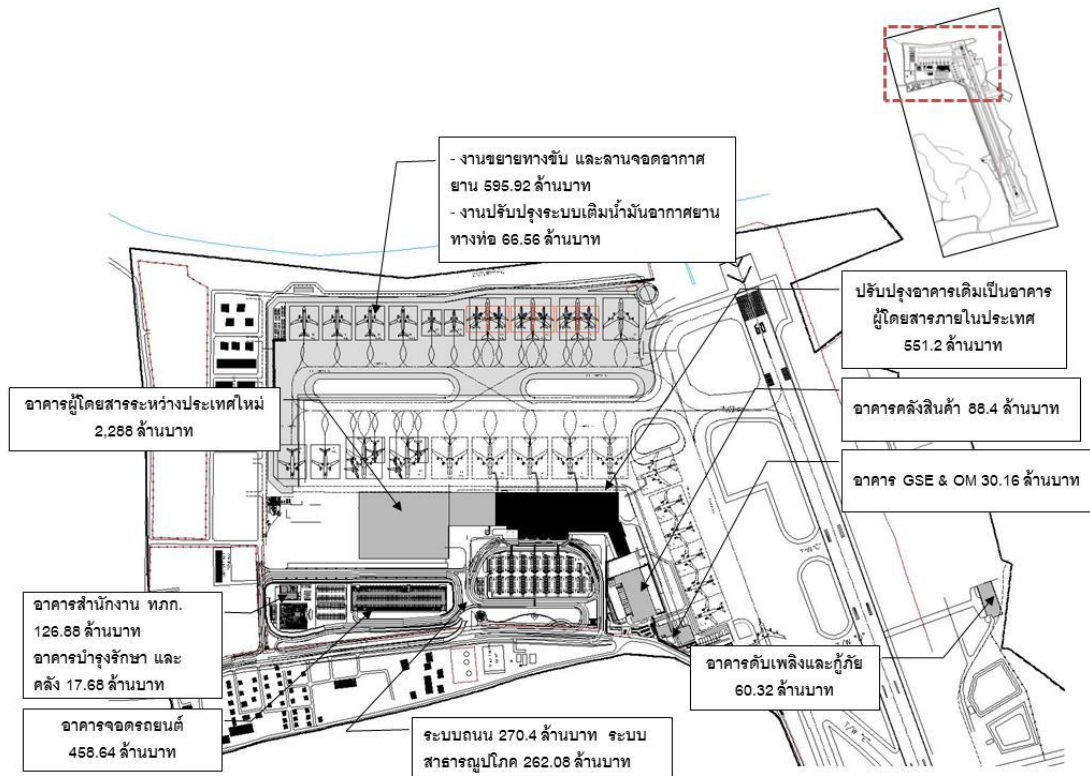 - งานขยายทางขับ และลานจอดอากาศ
ยาน 595.92 ล้านบาท
- งานปรับปรุงระบบเติมน้ำมันอากาศยาน
ทางท่อ 66.56 ล้านบาท
ปรับปรุงอาคารเดิมเป็นอาคาร
ผู้โดยสารภายในประเทศ
551.2 ล้านบาท
อาคารผู้โดยสารระหว่างประเทศใหม่
2,288 ล้านบาท
อาคารคลังสินค้า 88.4 ล้านบาท
อาคาร GSE & OM 30.16 ล้านบาท
อาคารสำนักงาน ทภก.
126.88 ล้านบาท
อาคารบำรุงรักษา และ
คลัง 17.68 ล้านบาท
อาคารดับเพลิงและกู้ภัย
60.32 ล้านบาท
อาคารจอดรถยนต์
458.64 ล้านบาท
ระบบถนน 270.4 ล้านบาท ระบบ
สาธารณูปโภค 262.08 ล้านบาท
09